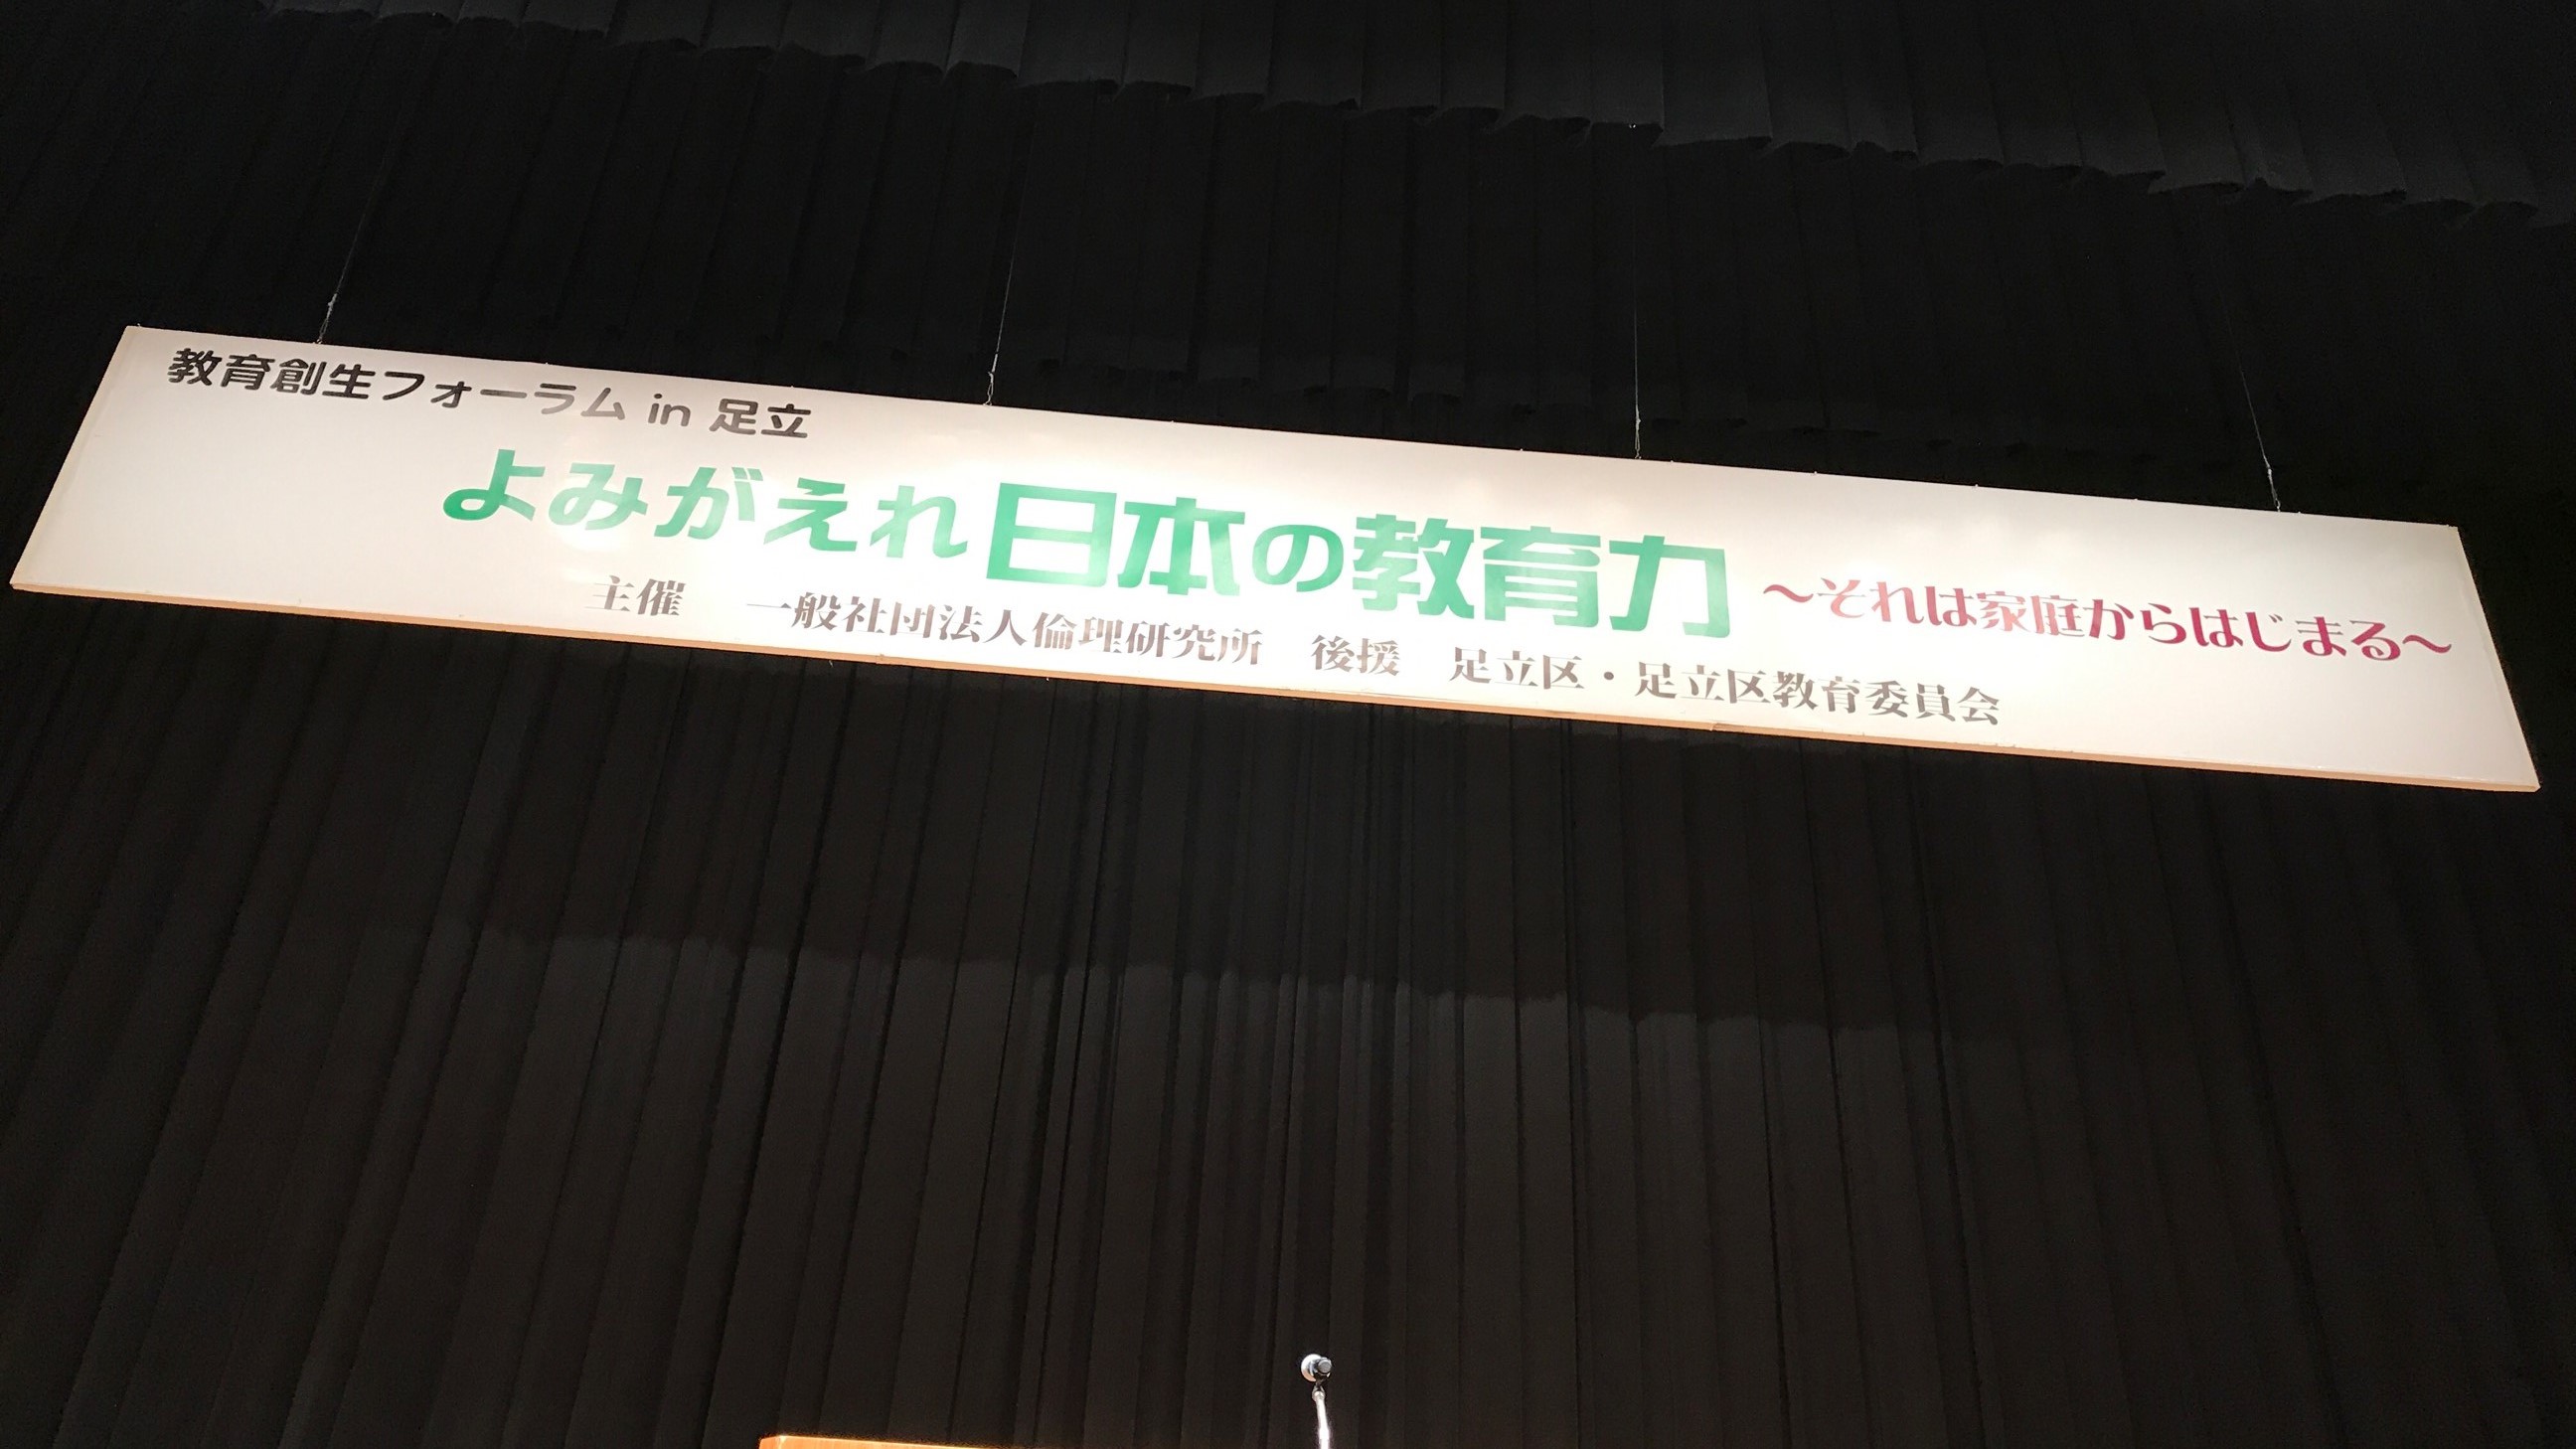 教育創生フォーラム in 足立
よみがえれ日本の教育力 ～それは家庭からはじまる～
主催 一般社団法人倫理研究所 後援 足立区・足立区教育委員会